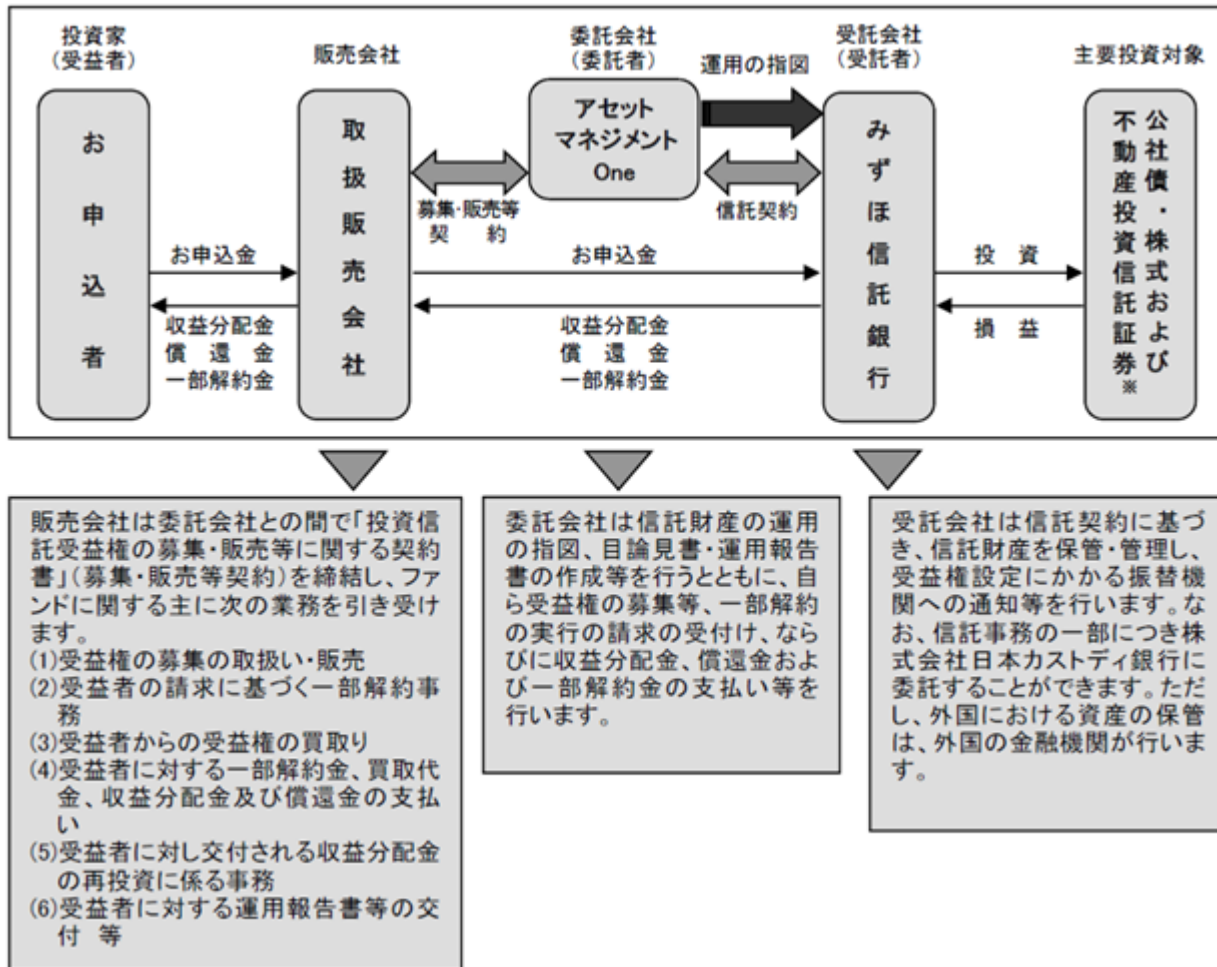 投資家
（受益者）
販売会社
委託会社
（委託者）
運用の指図
受託会社
（受託者）
主要投資対象
お申込者
取扱販売会社
アセット
マネジメント
One
みずほ信託銀行
公社債・株式および
不動産投資信託証券※
募集・販売等
契　約
信託契約
お申込金
収益分配金
償　還　金
一部解約金
お申込金
収益分配金
償　還　金
一部解約金
投　資
損　益
販売会社は委託会社との間で「投資信
託受益権の募集・販売等に関する契約
書」（募集・販売等契約）を締結し、ファ
ンドに関する主に次の業務を引き受け
ます。
(1)受益権の募集の取扱い・販売
(2)受益者の請求に基づく一部解約事
務
(3)受益者からの受益権の買取り
(4)受益者に対する一部解約金、買取代
金、収益分配金及び償還金の支払
い
(5)受益者に対し交付される収益分配金
の再投資に係る事務
(6)受益者に対する運用報告書等の交
付　等
委託会社は信託財産の運用
の指図、目論見書・運用報告
書の作成等を行うとともに、自
ら受益権の募集等、一部解約
の実行の請求の受付け、なら
びに収益分配金、償還金およ
び一部解約金の支払い等を
行います。
受託会社は信託契約に基づ
き、信託財産を保管・管理し、
受益権設定にかかる振替機
関への通知等を行います。な
お、信託事務の一部につき株
式会社日本カストディ銀行に
委託することができます。ただ
し、外国における資産の保管
は、外国の金融機関が行いま
す。